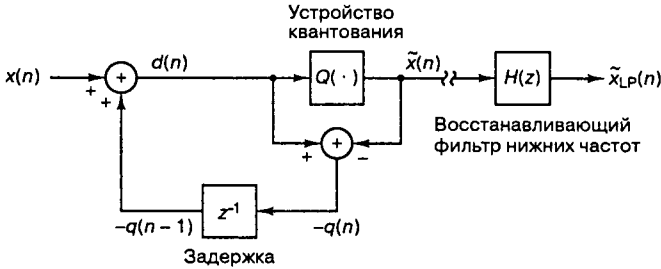 Устройство
квантования
x(n)
+
+
+
d(n)
Q(·)
x̃(n)
H(z)
x̃LP(n)
+
+
−
Восстанавливающий
фильтр нижних частот
−q(n − 1)
z⁻¹
−q(n)
Задержка